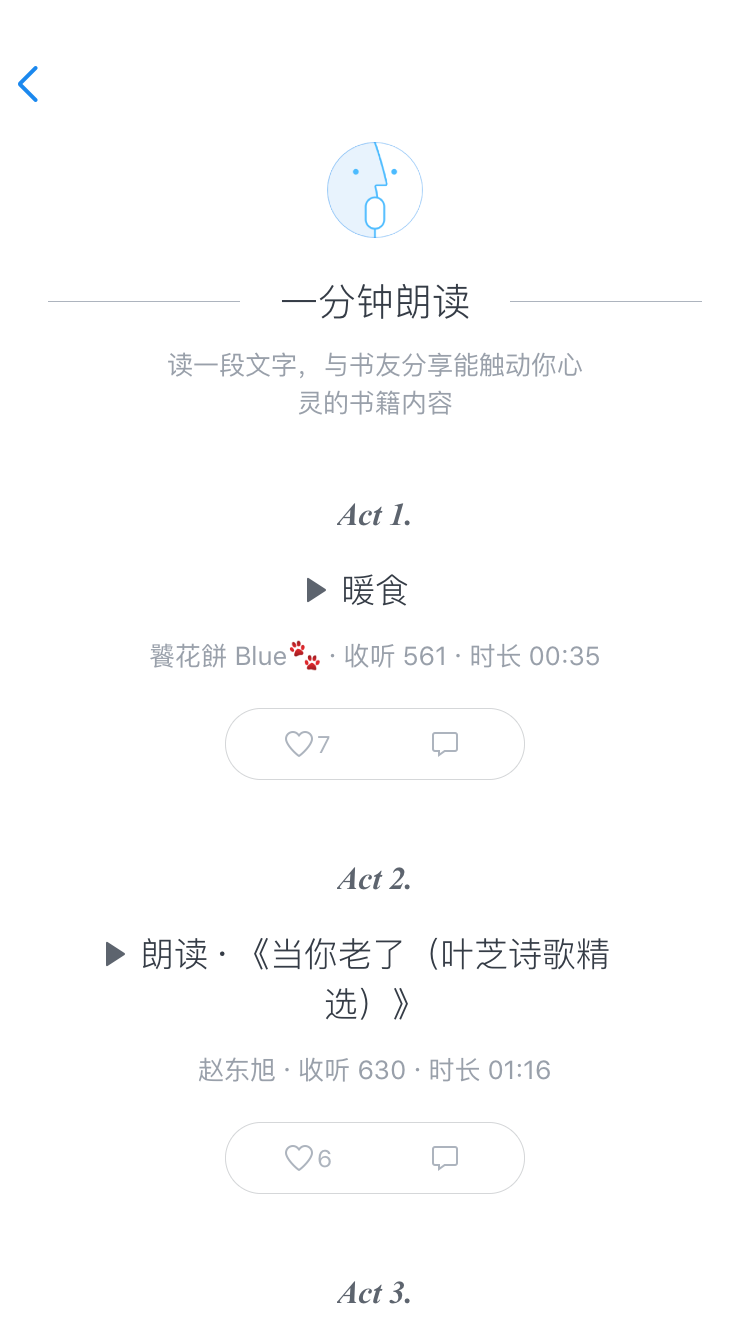 一分钟朗读
读一段文字，与书友分享能触动你心
灵的书籍内容
Act 1.
暖食
饕花餅 Blue🐾 · 收听 561 · 时长 00:35
7
Act 2.
朗读 · 《当你老了（叶芝诗歌精
选）》
赵东旭 · 收听 630 · 时长 01:16
6
Act 3.